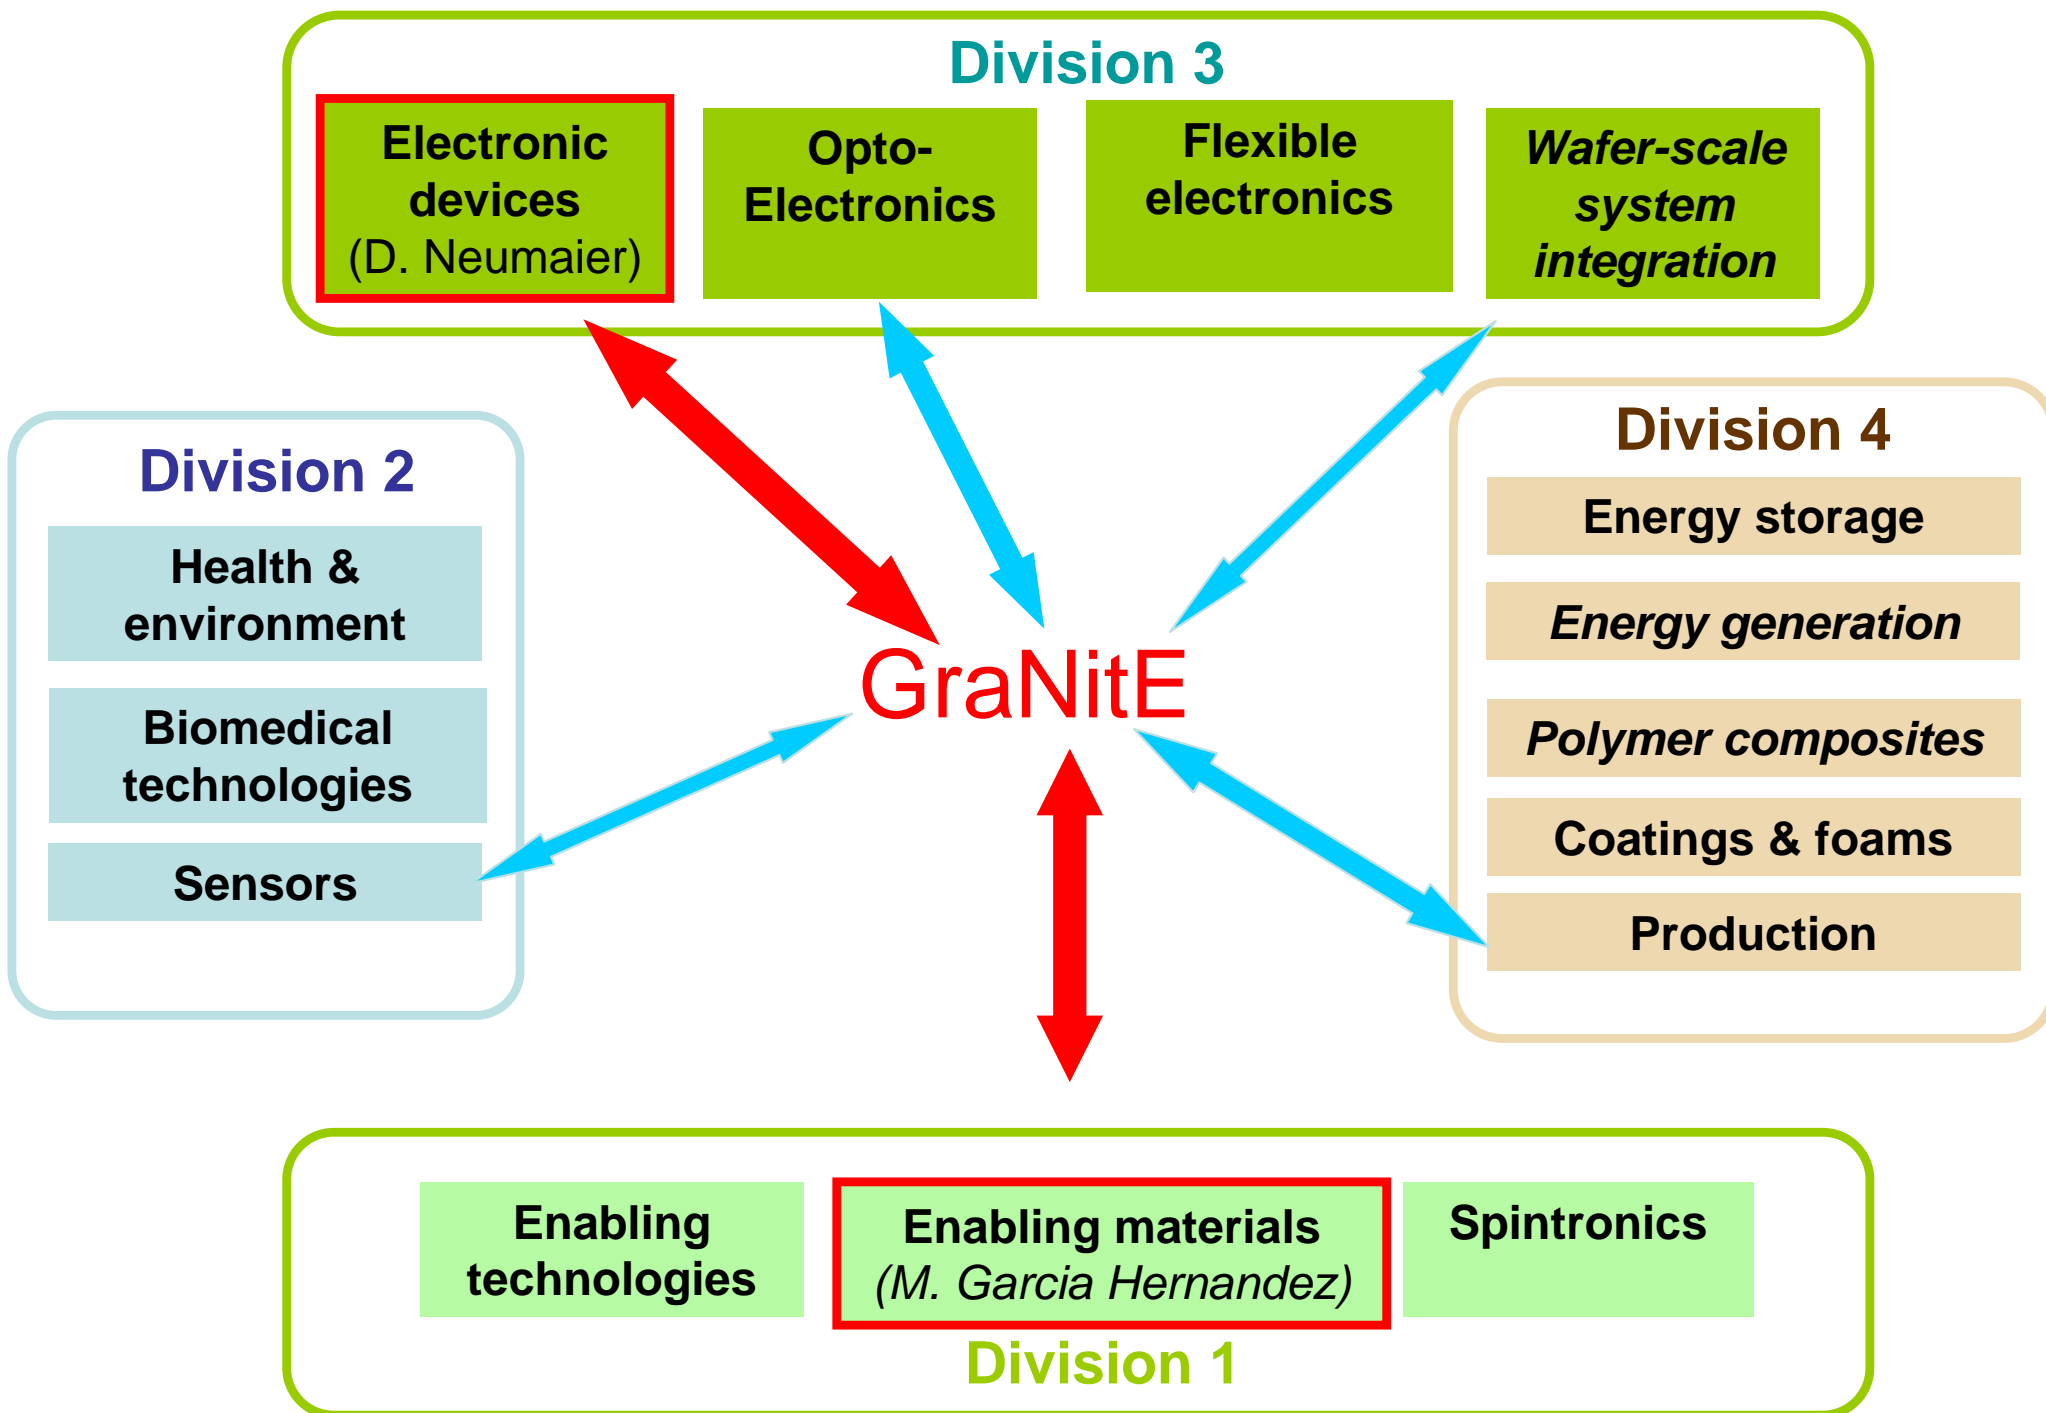 Division 3
Electronic
devices
(D. Neumaier)
Opto-
Electronics
Flexible
electronics
Wafer-scale
system
integration
Division 2
Health &
environment
Biomedical
technologies
Sensors
GraNitE
Division 4
Energy storage
Energy generation
Polymer composites
Coatings & foams
Production
Enabling
technologies
Enabling materials
(M. Garcia Hernandez)
Spintronics
Division 1